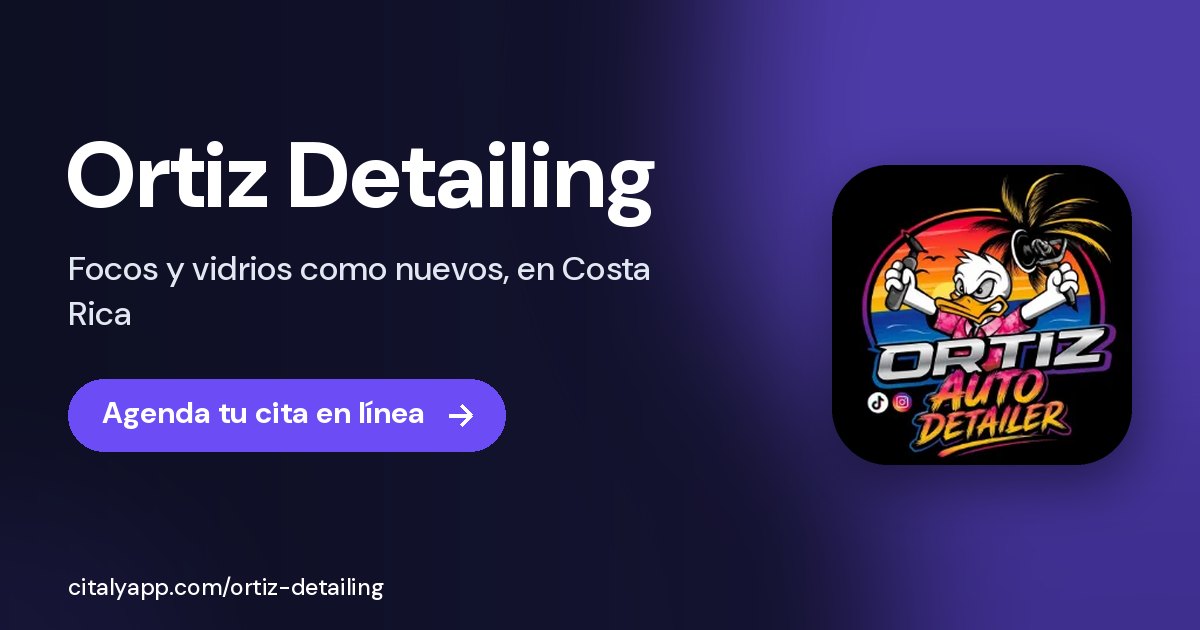 Ortiz Detailing
Focos y vidrios como nuevos, en Costa
Rica
Agenda tu cita en línea →
citalyapp.com/ortiz-detailing
ORTIZ
AUTO
DETAILER